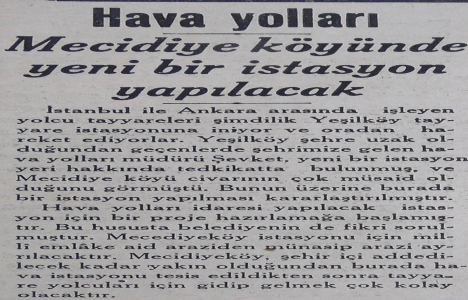 Hava yolları
Mecidiye köyünde
yeni bir istasyon
yapılacak
İstanbul ile Ankara arasında işleyen
yolcu tayyareleri şimdilik Yeşilköy tay-
yare istasyonuna iniyor ve oradan ha-
reket ediyorlar. Yeşilköy şehre uzak ol-
duğundan geçenlerde şehrimize gelen ha-
va yolları müdürü Şevket, yeni bir istasyon
yeri hakkında tedkikatta bulunmuş, ve
Mecidiye köyü civarının çok müsaid ol-
duğunu görmüştü. Bunun üzerine burada
bir istasyon yapılması kararlaştırılmıştır.
Hava yolları idaresi yapılacak istas-
yon için bir proje hazırlamağa başlamış-
tır. Bu hususta belediyenin de fikri sorul-
muştur. Mecediyeköy istasyonu için mil-
lî emlâke aid araziden münasip arazi ay-
rılacaktır. Mecidiyeköy, şehir içi addedi-
lecek kadar yakın olduğundan burada ha-
va istasyonu tesis edildikten sonra tayya-
re yolcuları için gidip gelmek çok kolay
olacaktır.